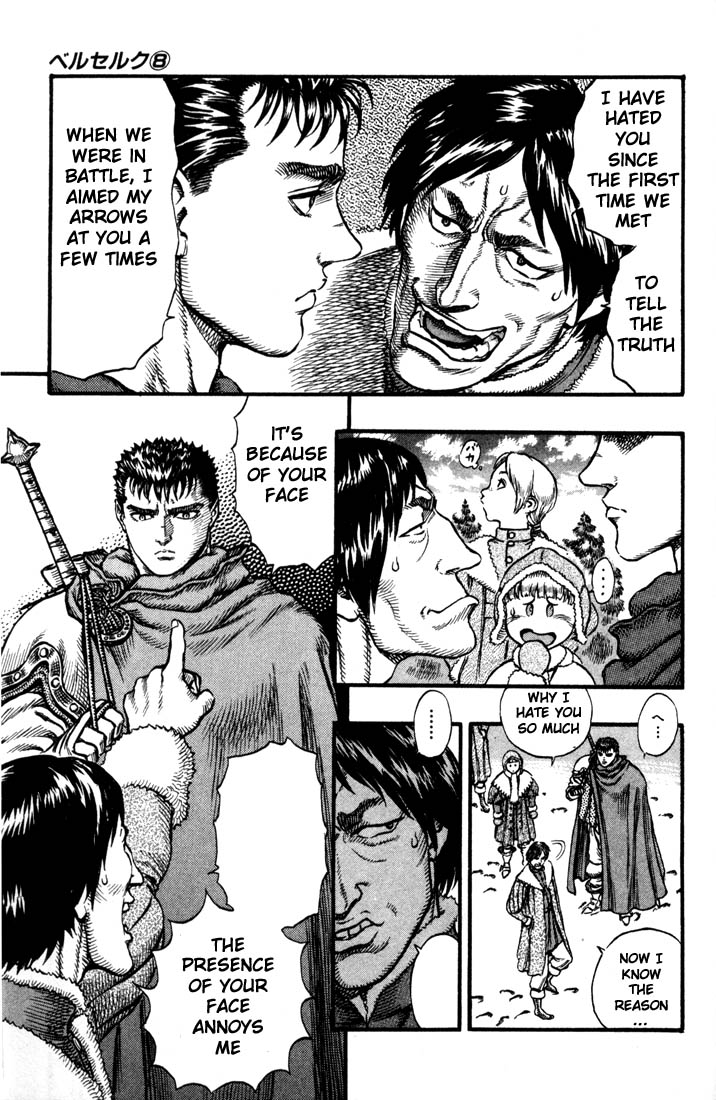 ベルセルク⑧
I HAVE
HATED
YOU
SINCE
THE FIRST
TIME WE
MET
TO
TELL
THE
TRUTH
WHEN WE
WERE IN
BATTLE, I
AIMED MY
ARROWS
AT YOU A
FEW TIMES
バカ。
....
IT'S
BECAUSE
OF YOUR
FACE
THE
PRESENCE
OF YOUR
FACE
ANNOYS
ME
へ...
WHY I
HATE YOU
SO MUCH
NOW I
KNOW
THE
REASON
...
......
......